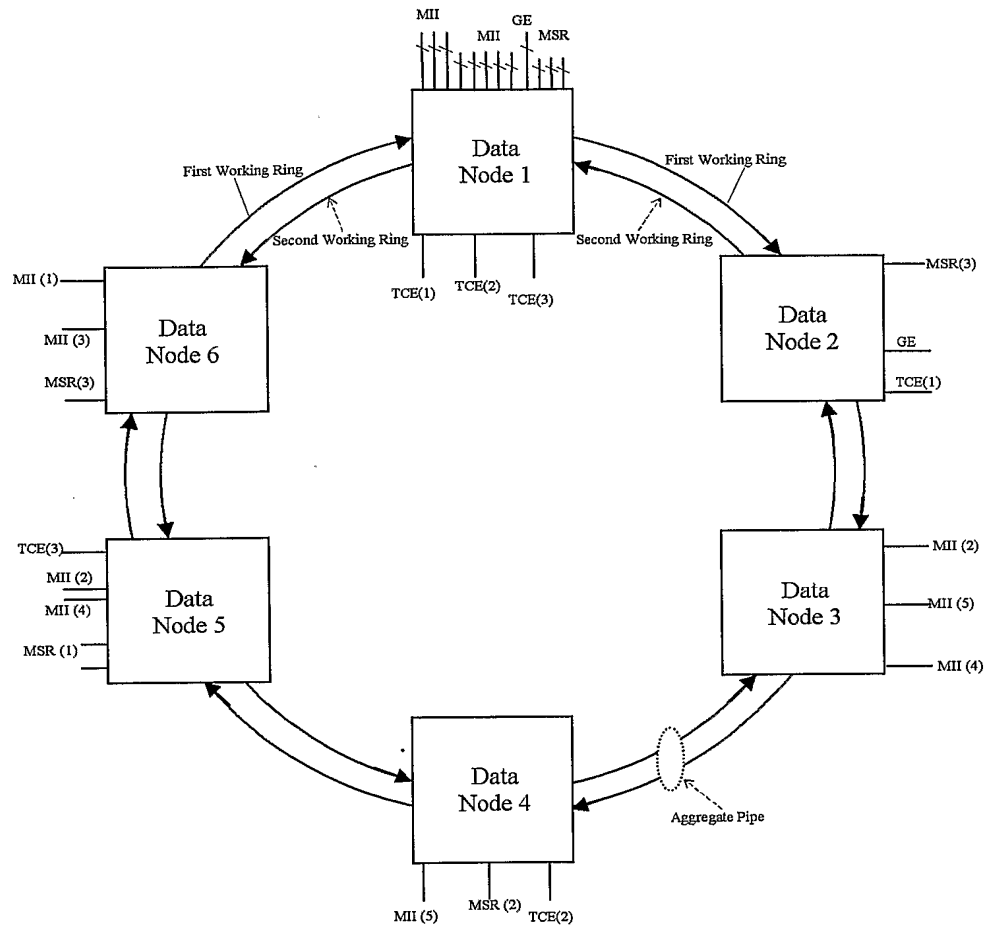 MII
GE
MII
MSR
Data
Node 1
First Working Ring
First Working Ring
Second Working Ring
Second Working Ring
TCE(1)
TCE(2)
TCE(3)
MII (1)
MII (3)
MSR(3)
Data
Node 6
Data
Node 2
MSR(3)
GE
TCE(1)
TCE(3)
MII (2)
MII (4)
MSR (1)
Data
Node 5
Data
Node 3
MII (2)
MII (5)
MII (4)
Data
Node 4
Aggregate Pipe
MII (5)
MSR (2)
TCE(2)